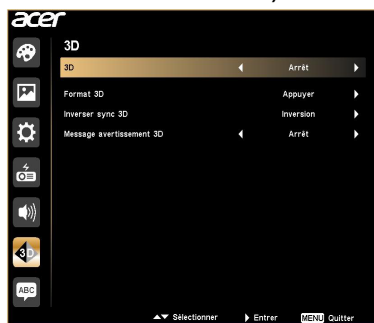 acer
3D
3D Arrêt
Format 3D Appuyer
Inverser sync 3D Inversion
Message avertissement 3D Arrêt
3D
ABC
Sélectionner Entrer MENU Quitter